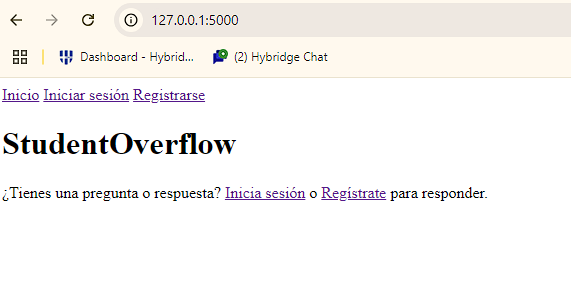 127.0.0.1:5000
Dashboard - Hybrid... (2) Hybridge Chat
Inicio Iniciar sesión Registrarse
StudentOverflow
¿Tienes una pregunta o respuesta? Inicia sesión o Regístrate para responder.